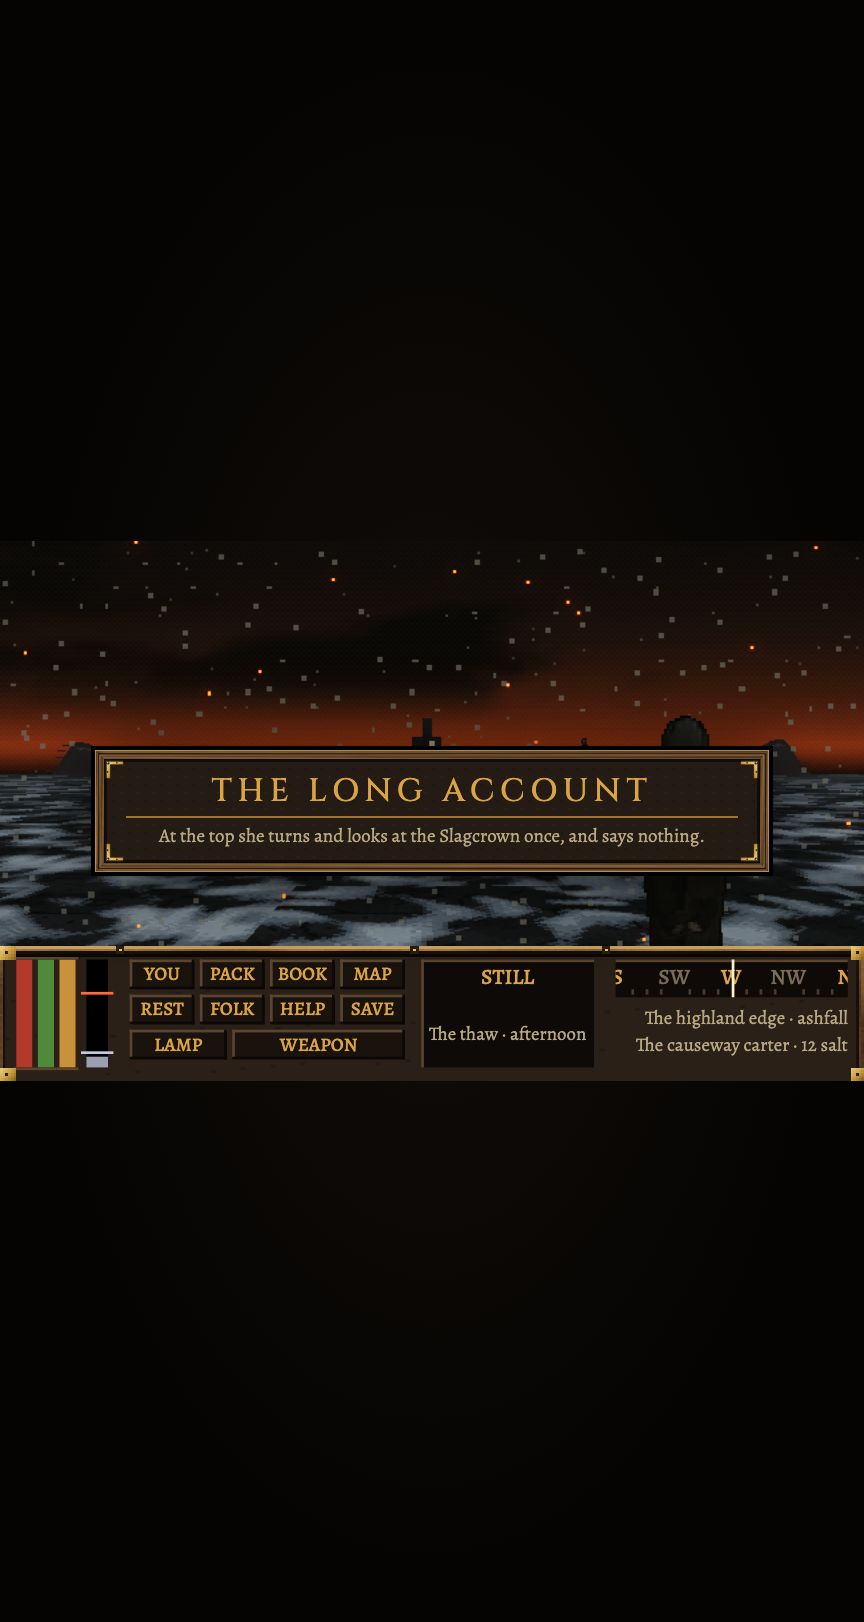 THE LONG ACCOUNT
At the top she turns and looks at the Slagcrown once, and says nothing.
YOU PACK BOOK MAP
REST FOLK HELP SAVE
LAMP WEAPON
STILL
The thaw · afternoon
S SW W NW N
The highland edge · ashfall
The causeway carter · 12 salt